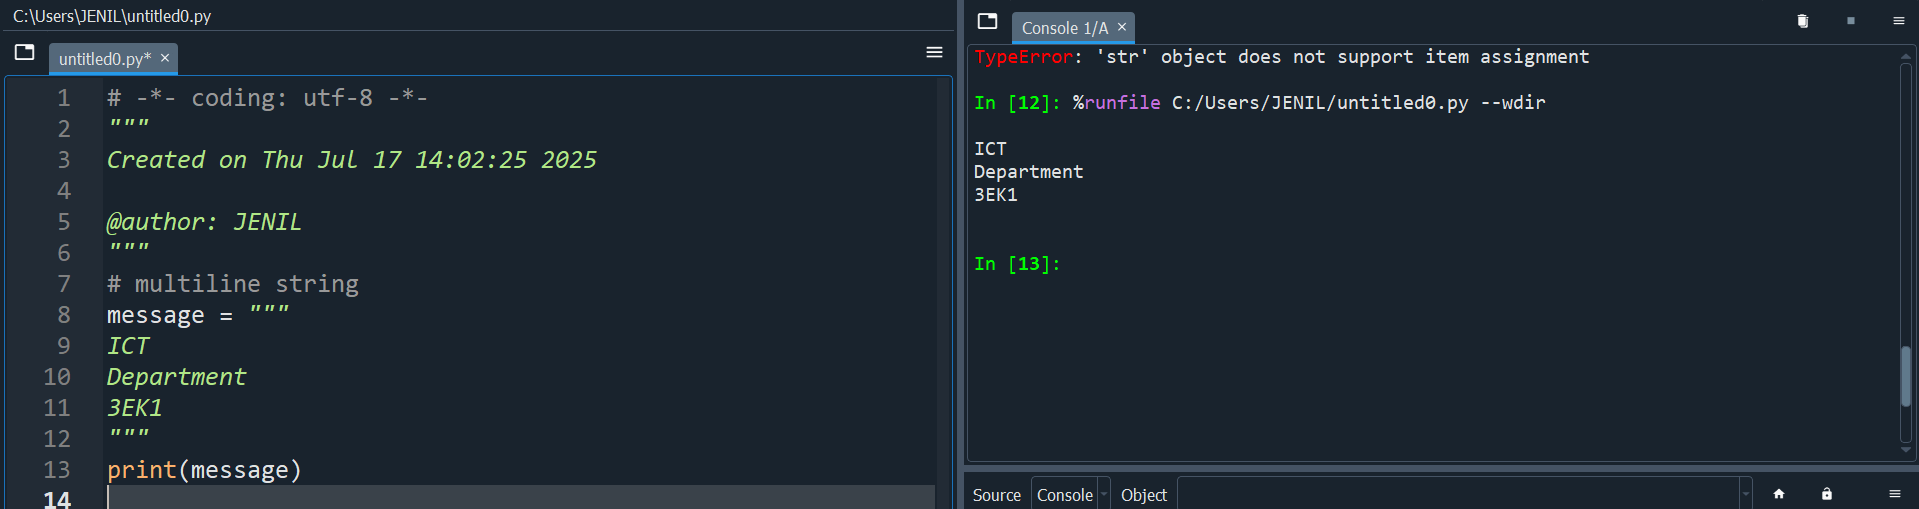 C:\Users\JENIL\untitled0.py
untitled0.py* ×
1 # -*- coding: utf-8 -*-
2 """
3 Created on Thu Jul 17 14:02:25 2025
4
5 @author: JENIL
6 """
7 # multiline string
8 message = """
9 ICT
10 Department
11 3EK1
12 """
13 print(message)
14
Console 1/A ×
TypeError: 'str' object does not support item assignment
In [12]: %runfile C:/Users/JENIL/untitled0.py --wdir
ICT
Department
3EK1
In [13]:
Source Console Object